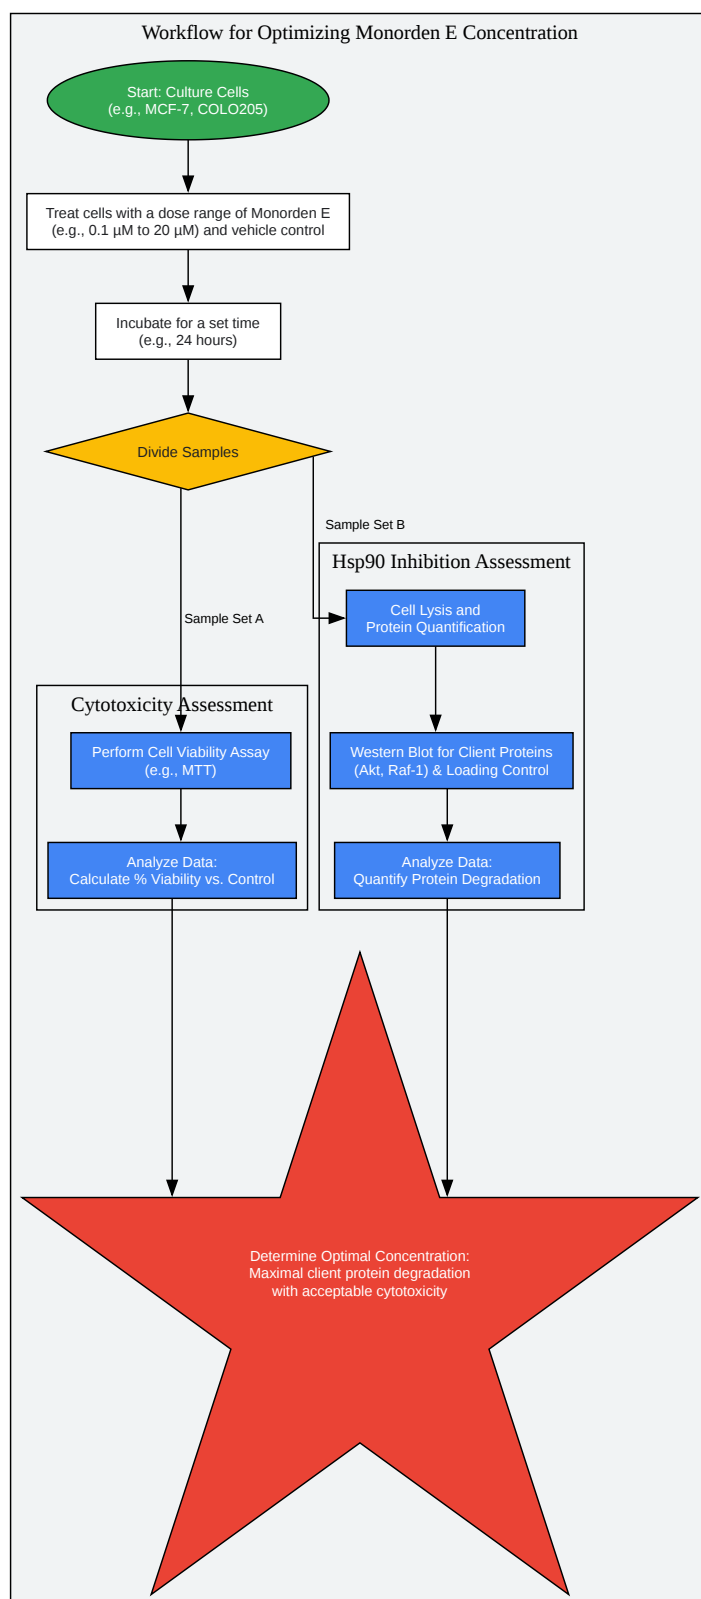 Workflow for Optimizing Monorden E Concentration
Start: Culture Cells
(e.g., MCF-7, COLO205)
Treat cells with a dose range of Monorden E
(e.g., 0.1 µM to 20 µM) and vehicle control
Incubate for a set time
(e.g., 24 hours)
Divide Samples
Sample Set B
Hsp90 Inhibition Assessment
Cell Lysis and
Protein Quantification
Sample Set A
Cytotoxicity Assessment
Perform Cell Viability Assay
(e.g., MTT)
Western Blot for Client Proteins
(Akt, Raf-1) & Loading Control
Analyze Data:
Calculate % Viability vs. Control
Analyze Data:
Quantify Protein Degradation
Determine Optimal Concentration:
Maximal client protein degradation
with acceptable cytotoxicity